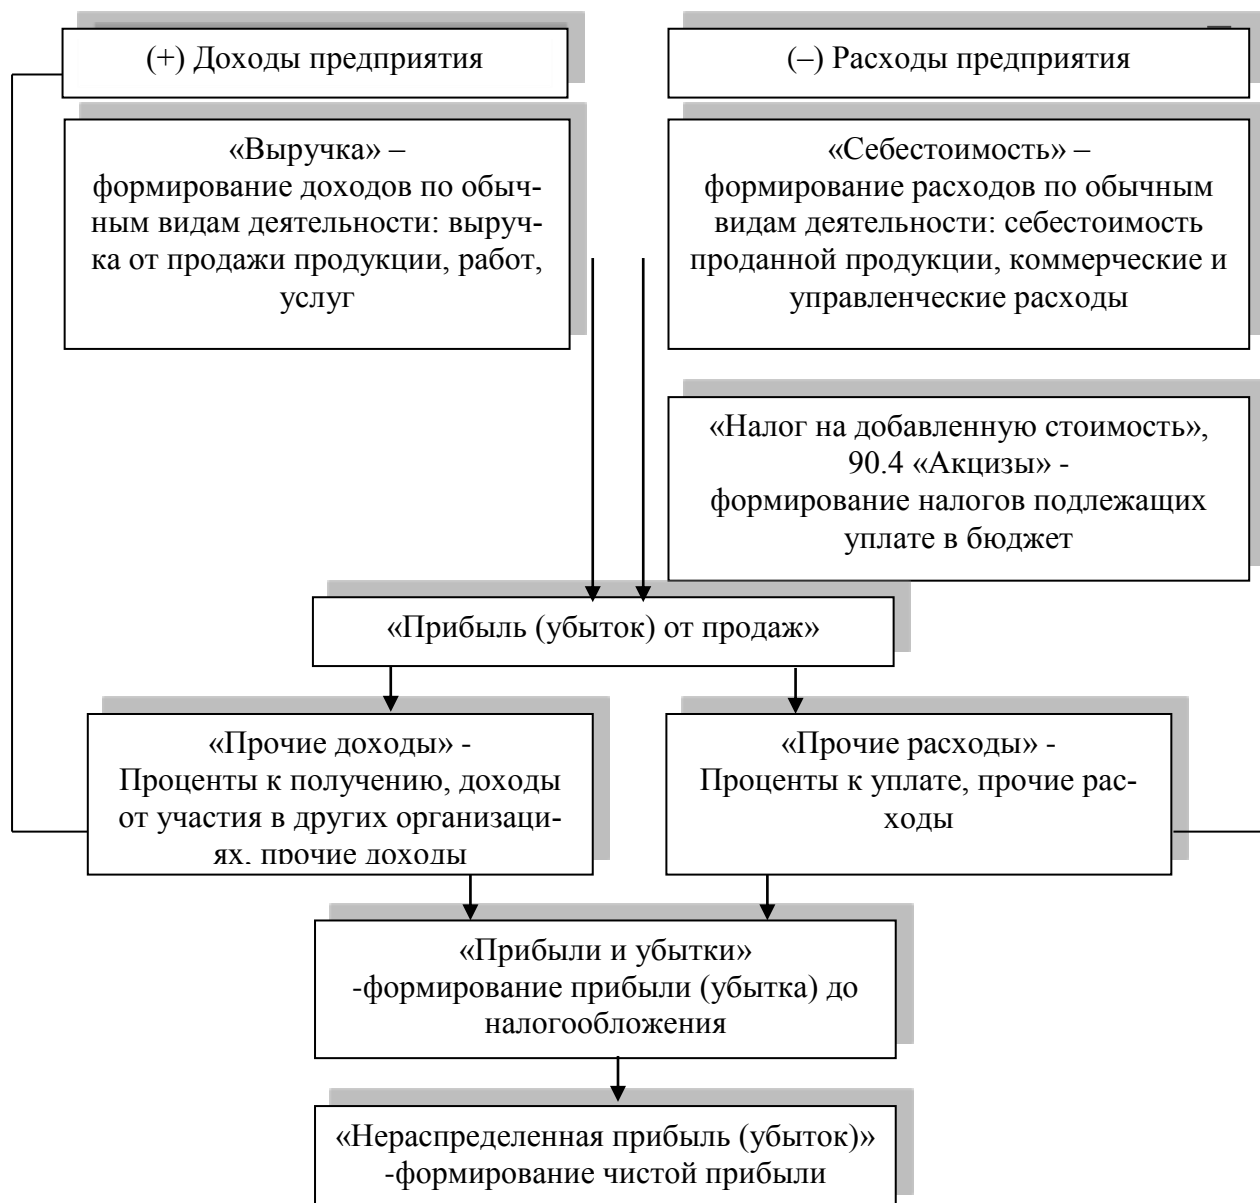 (+) Доходы предприятия
(–) Расходы предприятия
«Выручка» –
формирование доходов по обыч-
ным видам деятельности: выруч-
ка от продажи продукции, работ,
услуг
«Себестоимость» –
формирование расходов по обычным
видам деятельности: себестоимость
проданной продукции, коммерческие и
управленческие расходы
«Налог на добавленную стоимость»,
90.4 «Акцизы» -
формирование налогов подлежащих
уплате в бюджет
«Прибыль (убыток) от продаж»
«Прочие доходы» -
Проценты к получению, доходы
от участия в других организаци-
ях, прочие доходы
«Прочие расходы» -
Проценты к уплате, прочие рас-
ходы
«Прибыли и убытки»
-формирование прибыли (убытка) до
налогообложения
«Нераспределенная прибыль (убыток)»
-формирование чистой прибыли